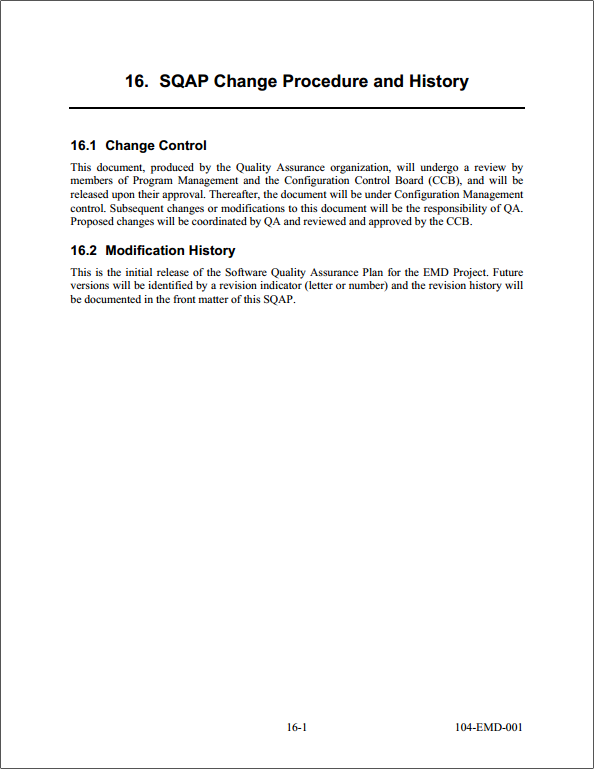 16. SQAP Change Procedure and History
16.1 Change Control
This document, produced by the Quality Assurance organization, will undergo a review by
members of Program Management and the Configuration Control Board (CCB), and will be
released upon their approval. Thereafter, the document will be under Configuration Management
control. Subsequent changes or modifications to this document will be the responsibility of QA.
Proposed changes will be coordinated by QA and reviewed and approved by the CCB.
16.2 Modification History
This is the initial release of the Software Quality Assurance Plan for the EMD Project. Future
versions will be identified by a revision indicator (letter or number) and the revision history will
be documented in the front matter of this SQAP.
16-1 104-EMD-001